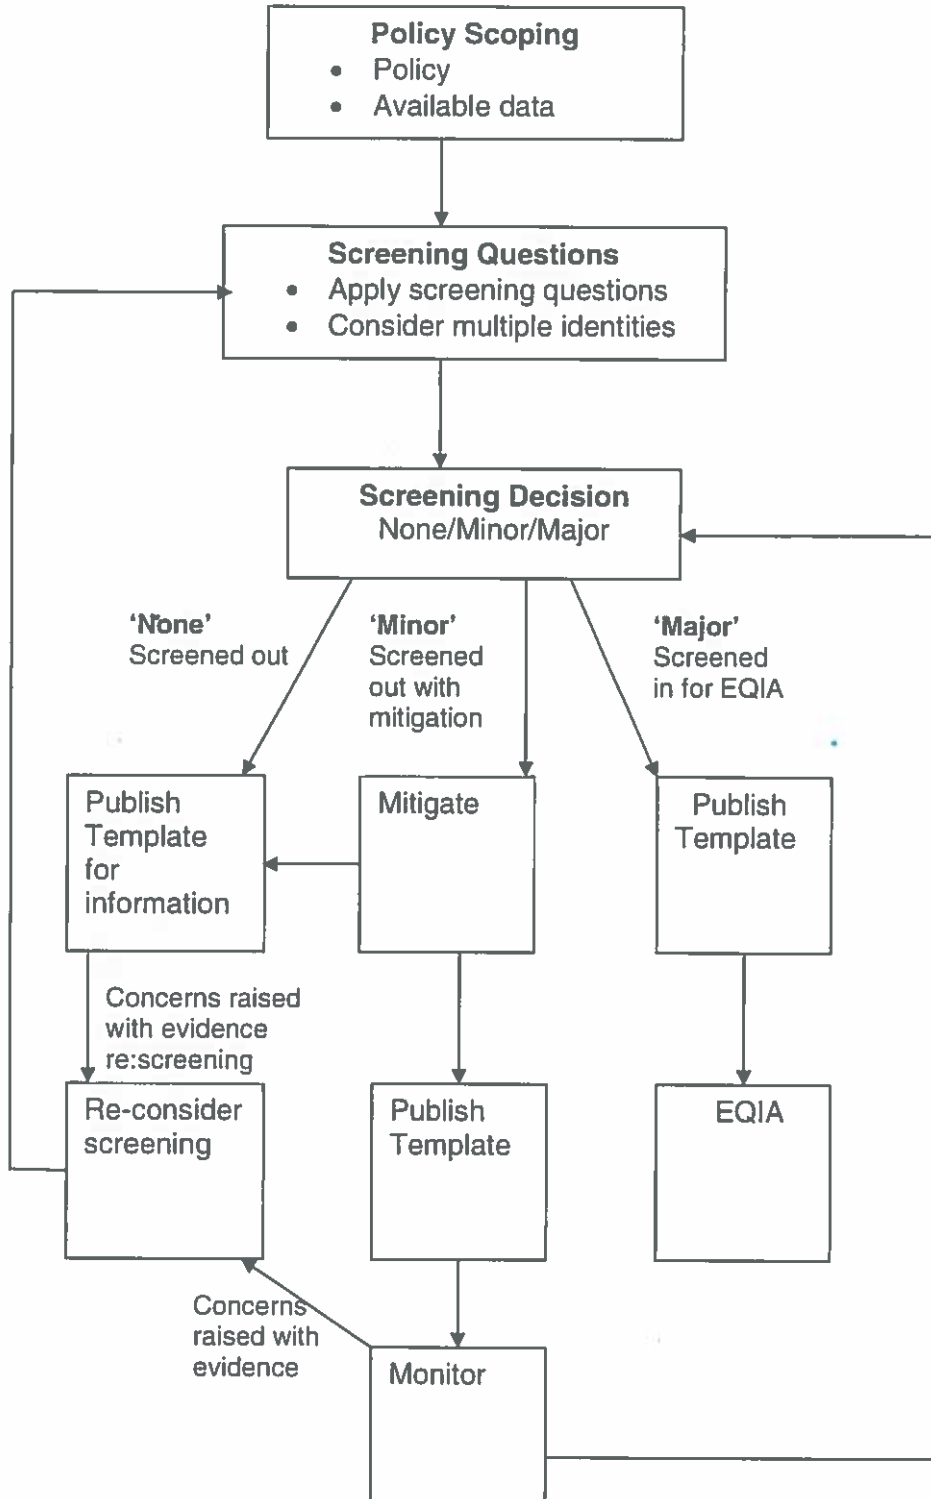 Policy Scoping
• Policy
• Available data
Screening Questions
• Apply screening questions
• Consider multiple identities
Screening Decision
None/Minor/Major
‘None’
Screened out
‘Minor’
Screened
out with
mitigation
‘Major’
Screened
in for EQIA
Publish
Template
for
information
Mitigate
Publish
Template
Concerns raised
with evidence
re:screening
Re-consider
screening
Publish
Template
EQIA
Concerns
raised with
evidence
Monitor